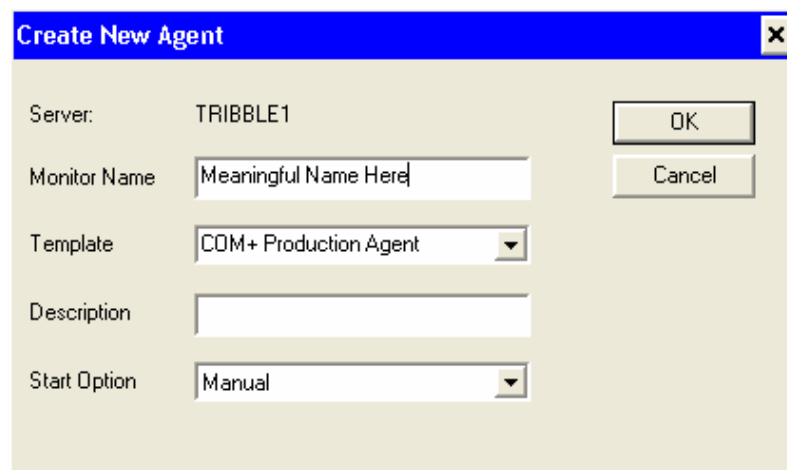 Create New Agent
Server: TRIBBLE1
OK
Monitor Name Meaningful Name Here
Cancel
Template COM+ Production Agent
Description
Start Option Manual